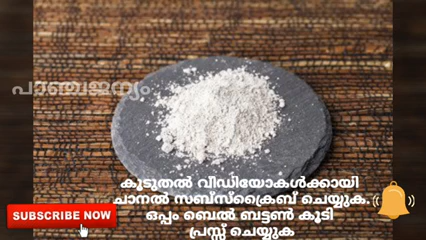 പാഞ്ചജന്യം
കൂടുതൽ വീഡിയോകൾക്കായി
ചാനൽ സബ്സ്ക്രൈബ് ചെയ്യുക.
ഒപ്പം ബെൽ ബട്ടൺ കൂടി
പ്രസ്സ് ചെയ്യുക
SUBSCRIBE NOW